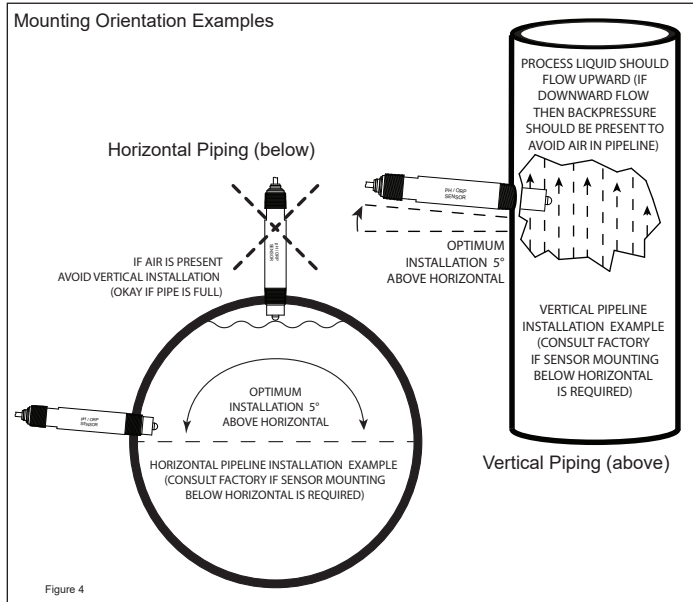 Mounting Orientation Examples
PROCESS LIQUID SHOULD
FLOW UPWARD (IF
DOWNWARD FLOW
THEN BACKPRESSURE
SHOULD BE PRESENT TO
AVOID AIR IN PIPELINE)
Horizontal Piping (below)
PH / ORP
SENSOR
OPTIMUM
INSTALLATION 5°
ABOVE HORIZONTAL
IF AIR IS PRESENT
AVOID VERTICAL INSTALLATION
(OKAY IF PIPE IS FULL)
pH / ORP
SENSOR
VERTICAL PIPELINE
INSTALLATION EXAMPLE
(CONSULT FACTORY
IF SENSOR MOUNTING
BELOW HORIZONTAL
IS REQUIRED)
Vertical Piping (above)
OPTIMUM
INSTALLATION 5°
ABOVE HORIZONTAL
pH / ORP
SENSOR
HORIZONTAL PIPELINE INSTALLATION EXAMPLE
(CONSULT FACTORY IF SENSOR MOUNTING
BELOW HORIZONTAL IS REQUIRED)
Figure 4